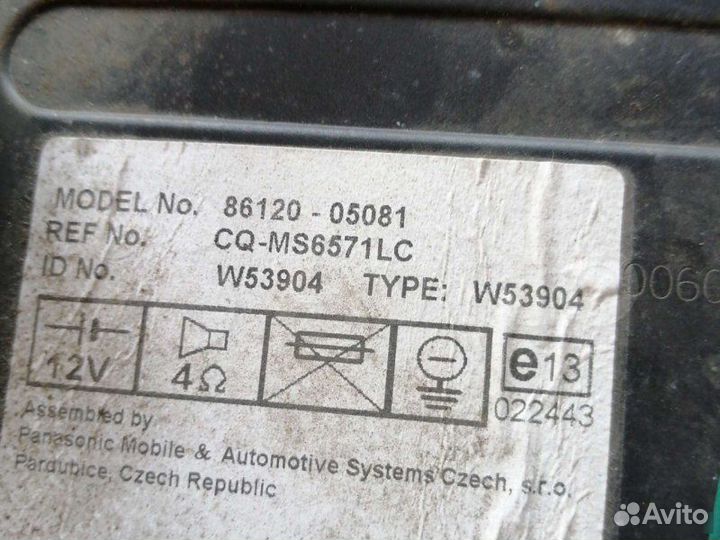 MODEL No. 86120 - 05081
REF No. CQ-MS6571LC
ID No. W53904 TYPE: W53904
12V 4Ω e13
022443
Assembled by
Panasonic Mobile & Automotive Systems Czech, s.r.o.
Pardubice, Czech Republic
Avito